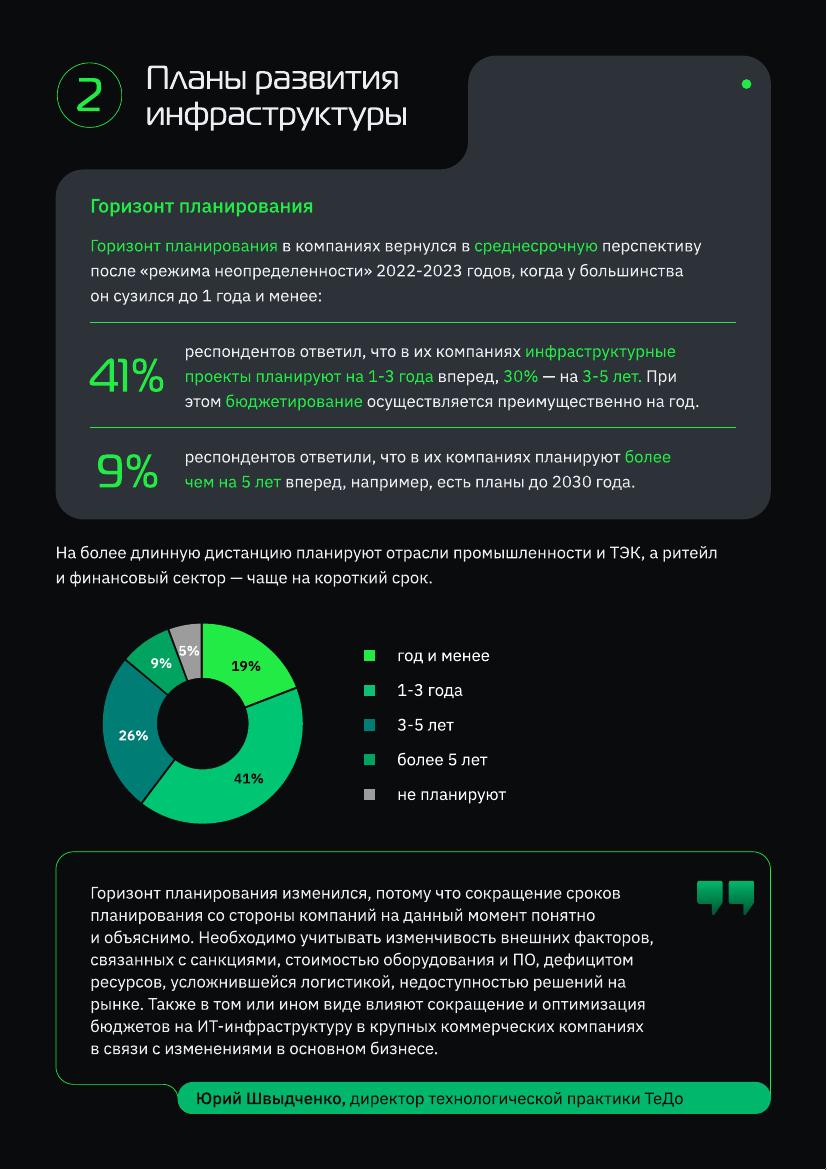 2
Планы развития
инфраструктуры
Горизонт планирования
Горизонт планирования в компаниях вернулся в среднесрочную перспективу
после «режима неопределенности» 2022-2023 годов, когда у большинства
он сузился до 1 года и менее:
41%
респондентов ответил, что в их компаниях инфраструктурные
проекты планируют на 1-3 года вперед, 30% — на 3-5 лет. При
этом бюджетирование осуществляется преимущественно на год.
9%
респондентов ответили, что в их компаниях планируют более
чем на 5 лет вперед, например, есть планы до 2030 года.
На более длинную дистанцию планируют отрасли промышленности и ТЭК, а ритейл
и финансовый сектор — чаще на короткий срок.
5%
9%
19%
26%
41%
год и менее
1-3 года
3-5 лет
более 5 лет
не планируют
Горизонт планирования изменился, потому что сокращение сроков
планирования со стороны компаний на данный момент понятно
и объяснимо. Необходимо учитывать изменчивость внешних факторов,
связанных с санкциями, стоимостью оборудования и ПО, дефицитом
ресурсов, усложнившейся логистикой, недоступностью решений на
рынке. Также в том или ином виде влияют сокращение и оптимизация
бюджетов на ИТ-инфраструктуру в крупных коммерческих компаниях
в связи с изменениями в основном бизнесе.
Юрий Швыдченко, директор технологической практики ТеДо